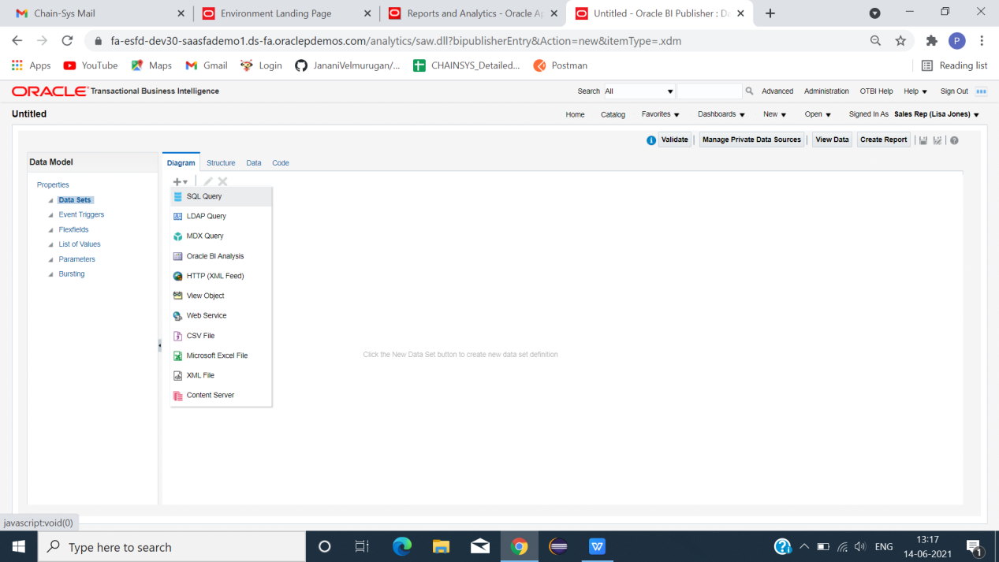 Chain-Sys Mail
Environment Landing Page
Reports and Analytics - Oracle Ap
Untitled - Oracle BI Publisher : Da
fa-esfd-dev30-saasfademo1.ds-fa.oraclepdemos.com/analytics/saw.dll?bipublisherEntry&Action=new&itemType=.xdm
P
Apps YouTube Maps Gmail Login JananiVelmurugan/... CHAINSYS_Detailed... Postman Reading list
ORACLE Transactional Business Intelligence Search All Advanced Administration OTBI Help Help Sign Out
Untitled Home Catalog Favorites Dashboards New Open Signed In As Sales Rep (Lisa Jones)
Validate Manage Private Data Sources View Data Create Report
Data Model
Properties
Data Sets
Event Triggers
Flexfields
List of Values
Parameters
Bursting
Diagram Structure Data Code
SQL Query
LDAP Query
MDX Query
Oracle BI Analysis
HTTP (XML Feed)
View Object
Web Service
CSV File
Microsoft Excel File
XML File
Content Server
Click the New Data Set button to create new data set definition
javascript:void(0)
Type here to search
W
ENG
13:17
14-06-2021
1